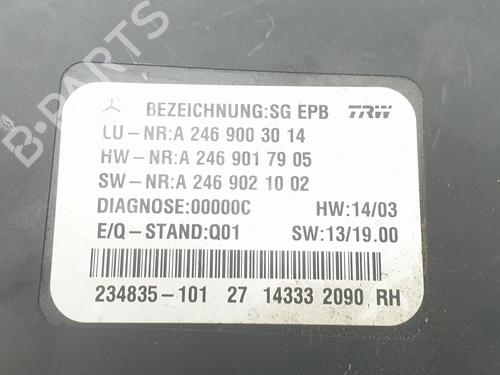 B-PARTS
BEZEICHNUNG:SG EPB TRW
LU-NR:A 246 900 30 14
HW-NR:A 246 901 79 05
SW-NR:A 246 902 10 02
DIAGNOSE:00000C HW:14/03
E/Q-STAND:Q01 SW:13/19.00
234835-101 27 14333 2090 RH